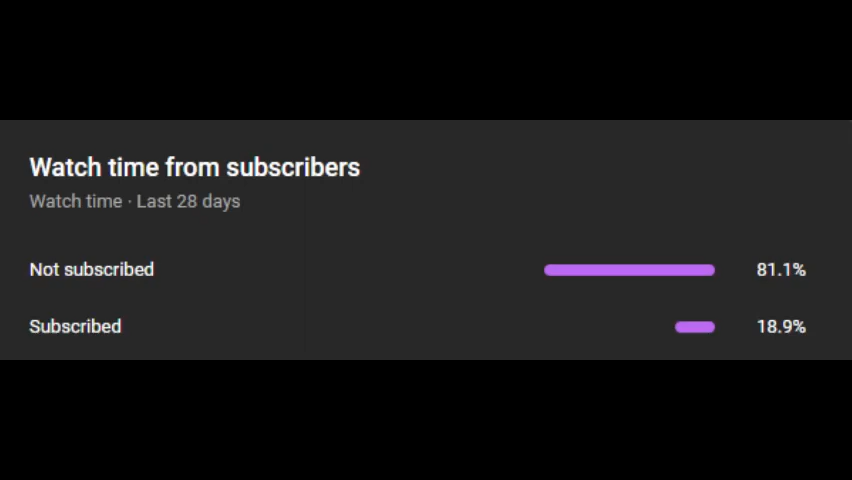 Watch time from subscribers
Watch time · Last 28 days
Not subscribed 81.1%
Subscribed 18.9%